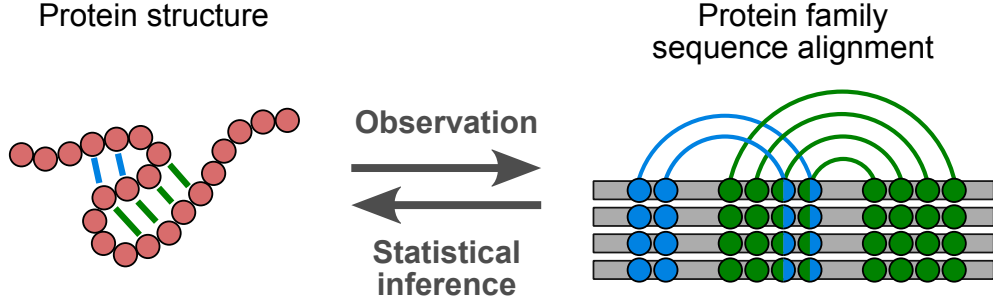 Protein structure
Protein family
sequence alignment
Observation
Statistical
inference